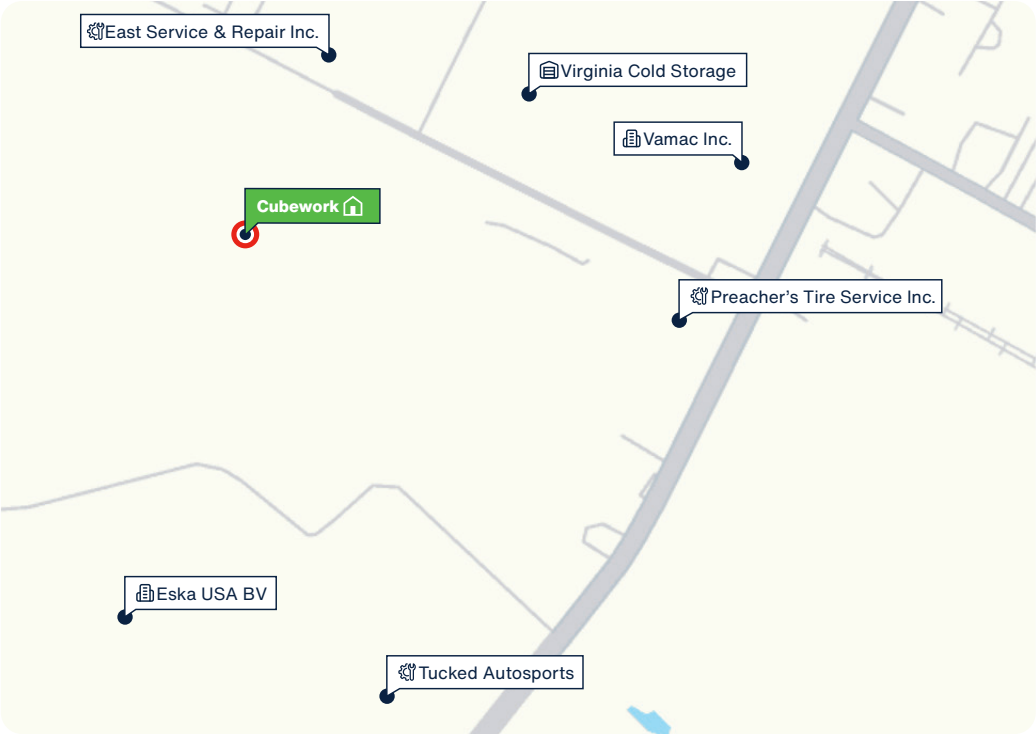 East Service & Repair Inc.
Virginia Cold Storage
Vamac Inc.
Cubework
Preacher’s Tire Service Inc.
Eska USA BV
Tucked Autosports